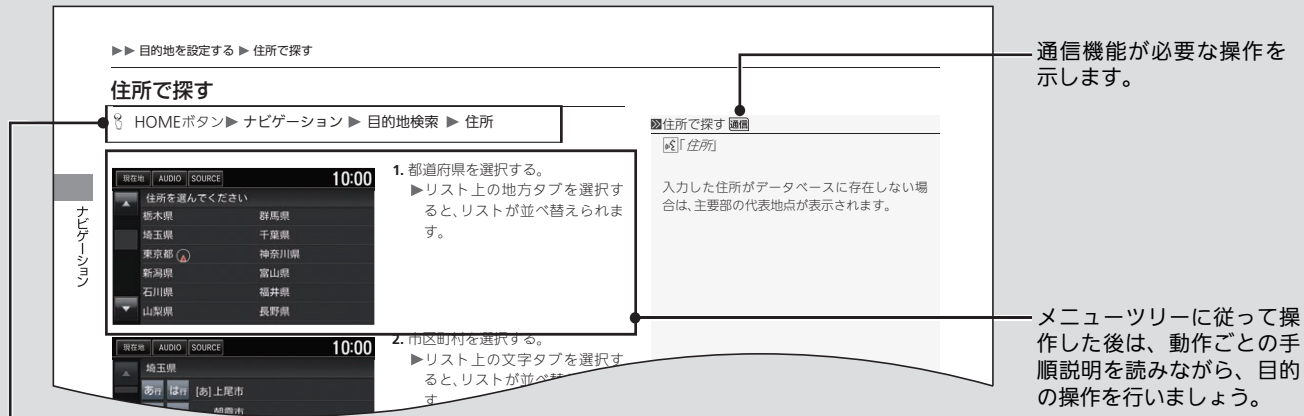 ▶▶ 目的地を設定する ▶ 住所で探す
住所で探す
HOMEボタン▶ ナビゲーション ▶ 目的地検索 ▶ 住所
現在地 AUDIO SOURCE 10:00
住所を選んでください
栃木県 群馬県
埼玉県 千葉県
東京都 神奈川県
新潟県 富山県
石川県 福井県
山梨県 長野県
1. 都道府県を選択する。
▶リスト上の地方タブを選択す
ると、リストが並べ替えられま
す。
現在地 AUDIO SOURCE 10:00
埼玉県
あ行 は行 [あ]上尾市
朝霞市
2. 市区町村を選択する。
▶リスト上の文字タブを選択す
ると、リストが並べ替
す
住所で探す 通信
「住所」
入力した住所がデータベースに存在しない場
合は、主要部の代表地点が表示されます。
ナビゲーション
通信機能が必要な操作を
示します。
メニューツリーに従って操
作した後は、動作ごとの手
順説明を読みながら、目的
の操作を行いましょう。